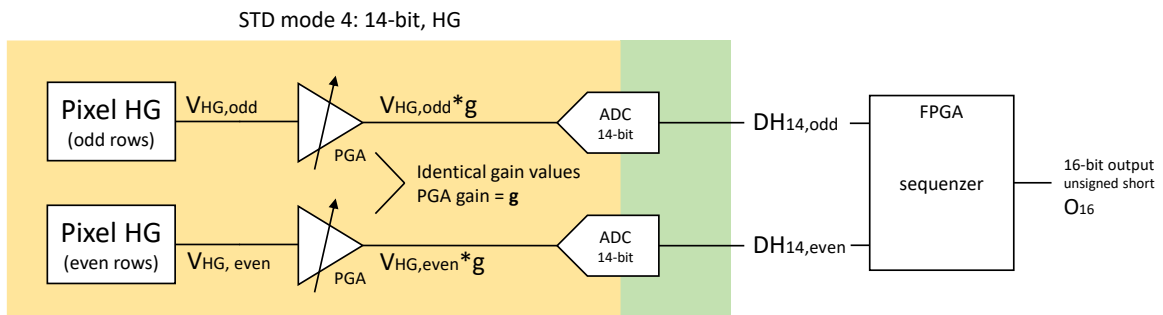 STD mode 4: 14-bit, HG
Pixel HG
(odd rows)
VHG,odd
PGA
VHG,odd*g
ADC
14-bit
DH14,odd
FPGA
sequenzer
16-bit output
unsigned short
O16
Identical gain values
PGA gain = g
Pixel HG
(even rows)
VHG, even
PGA
VHG,even*g
ADC
14-bit
DH14,even